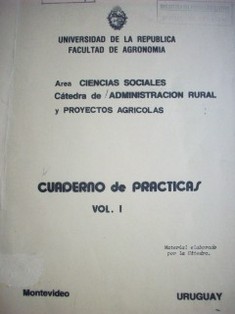 UNIVERSIDAD DE LA REPUBLICA
FACULTAD DE AGRONOMIA
Area CIENCIAS SOCIALES
Cátedra de ADMINISTRACION RURAL
y PROYECTOS AGRICOLAS
CUADERNO de PRACTICAS
VOL. I
Material elaborado
por la Cátedra.
Montevideo
URUGUAY